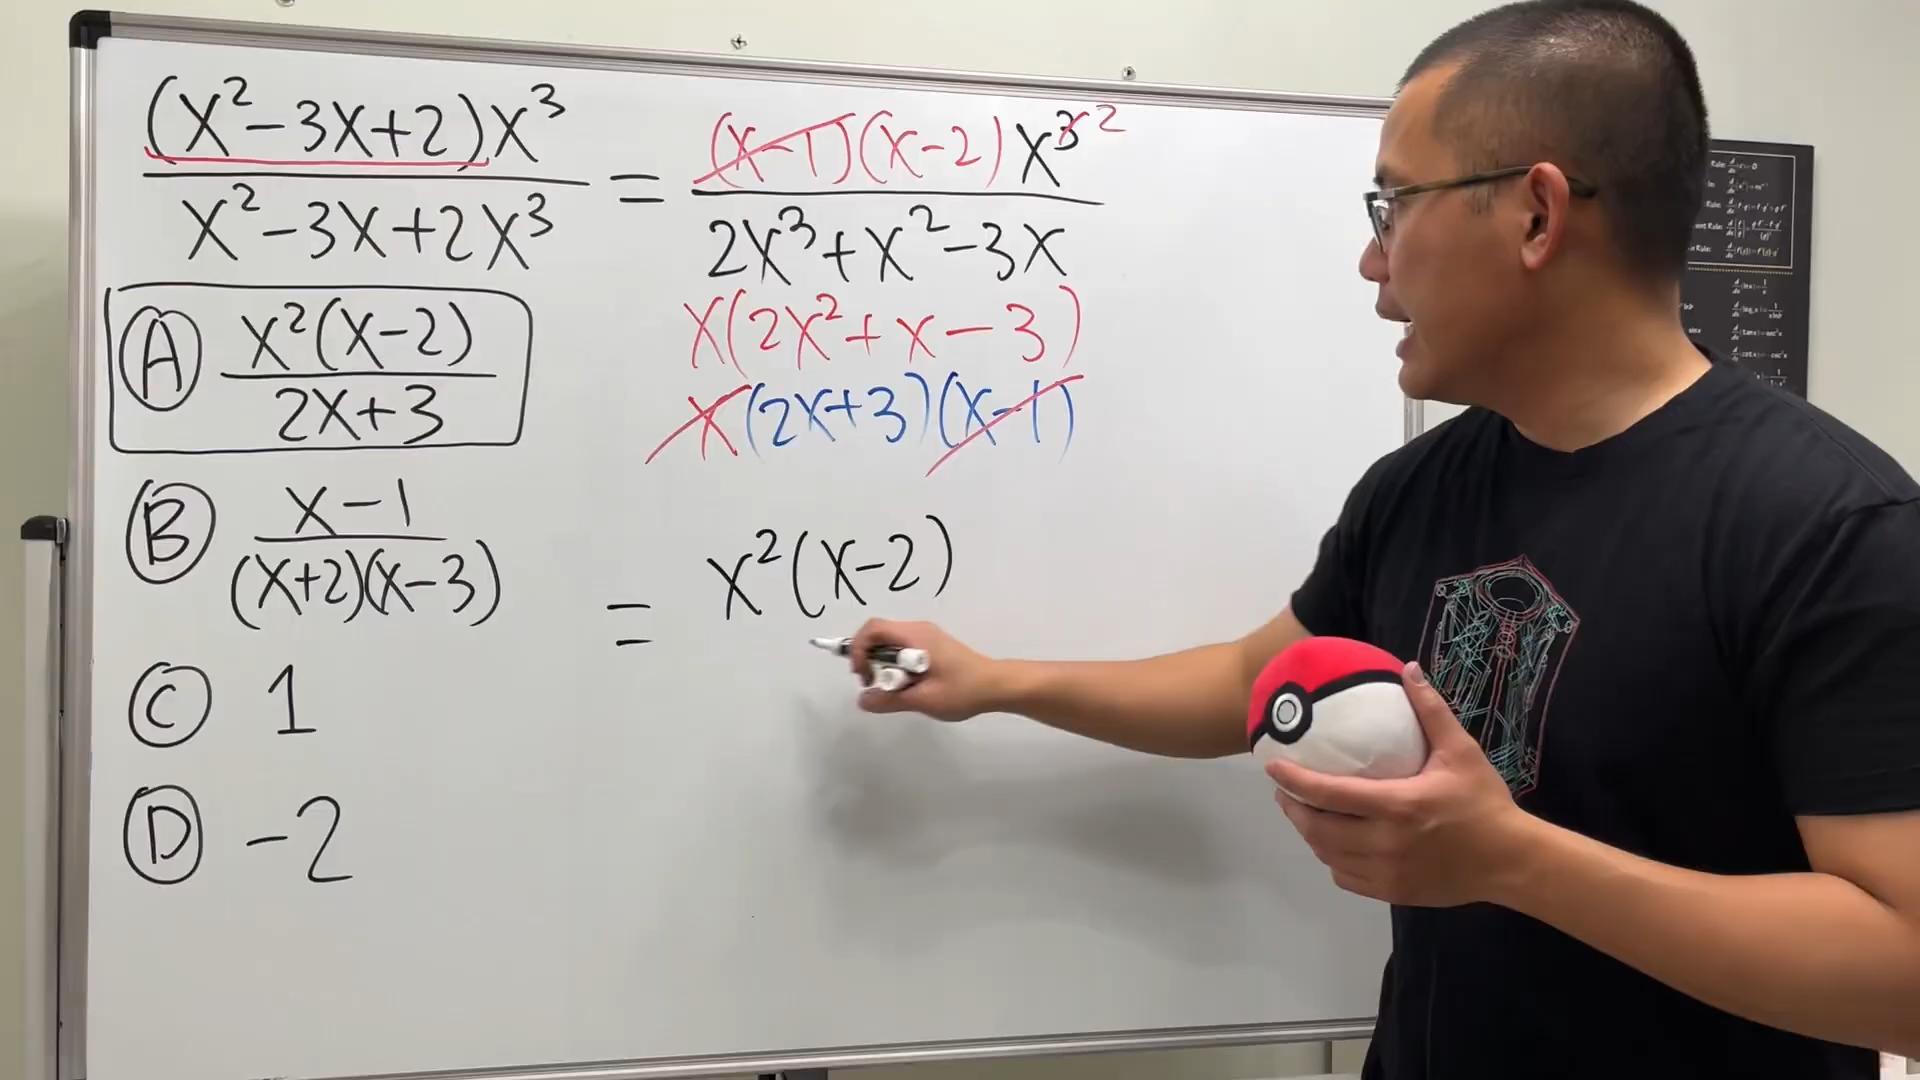 (x²-3x+2)x³ / x²-3x+2x³ = (x-1)(x-2)x³ 2 / 2x³+x²-3x
x(2x²+x-3)
x(2x+3)(x-1)
A x²(x-2) / 2x+3
B x-1 / (x+2)(x-3)
= x²(x-2)
C 1
D -2